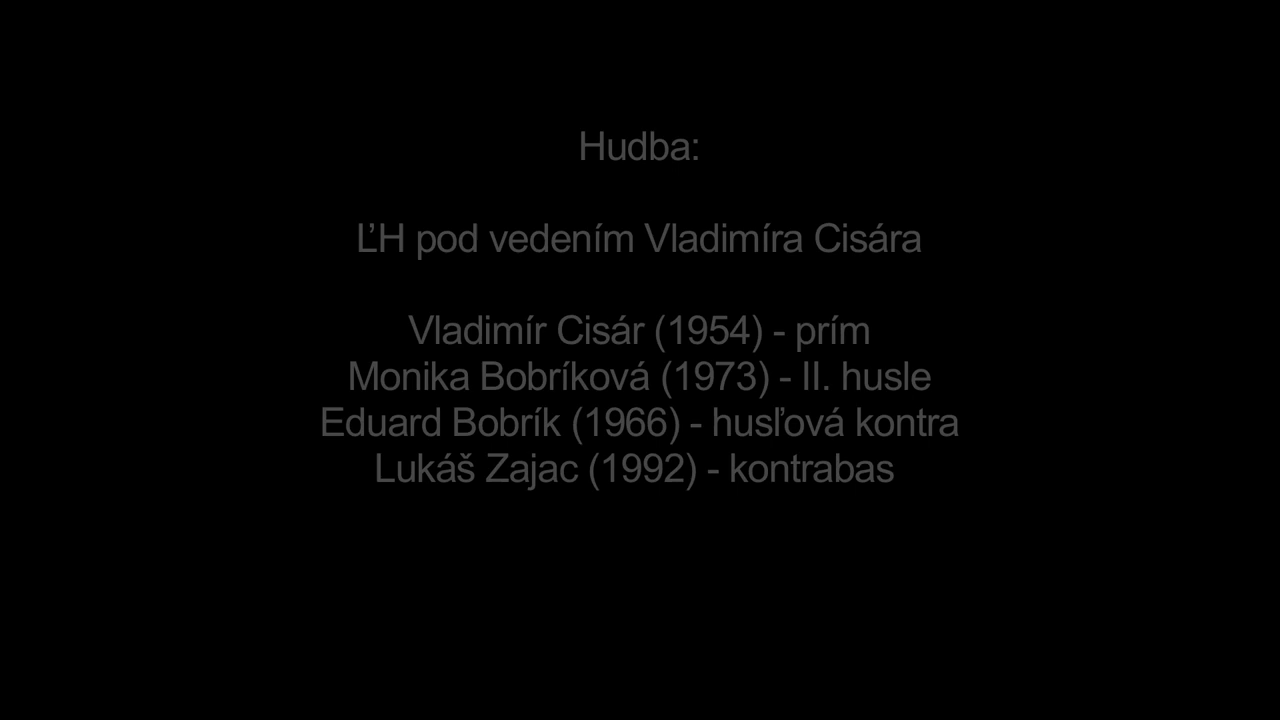 Hudba:
ĽH pod vedením Vladimíra Cisára
Vladimír Cisár (1954) - prím
Monika Bobríková (1973) - II. husle
Eduard Bobrík (1966) - husľová kontra
Lukáš Zajac (1992) - kontrabas